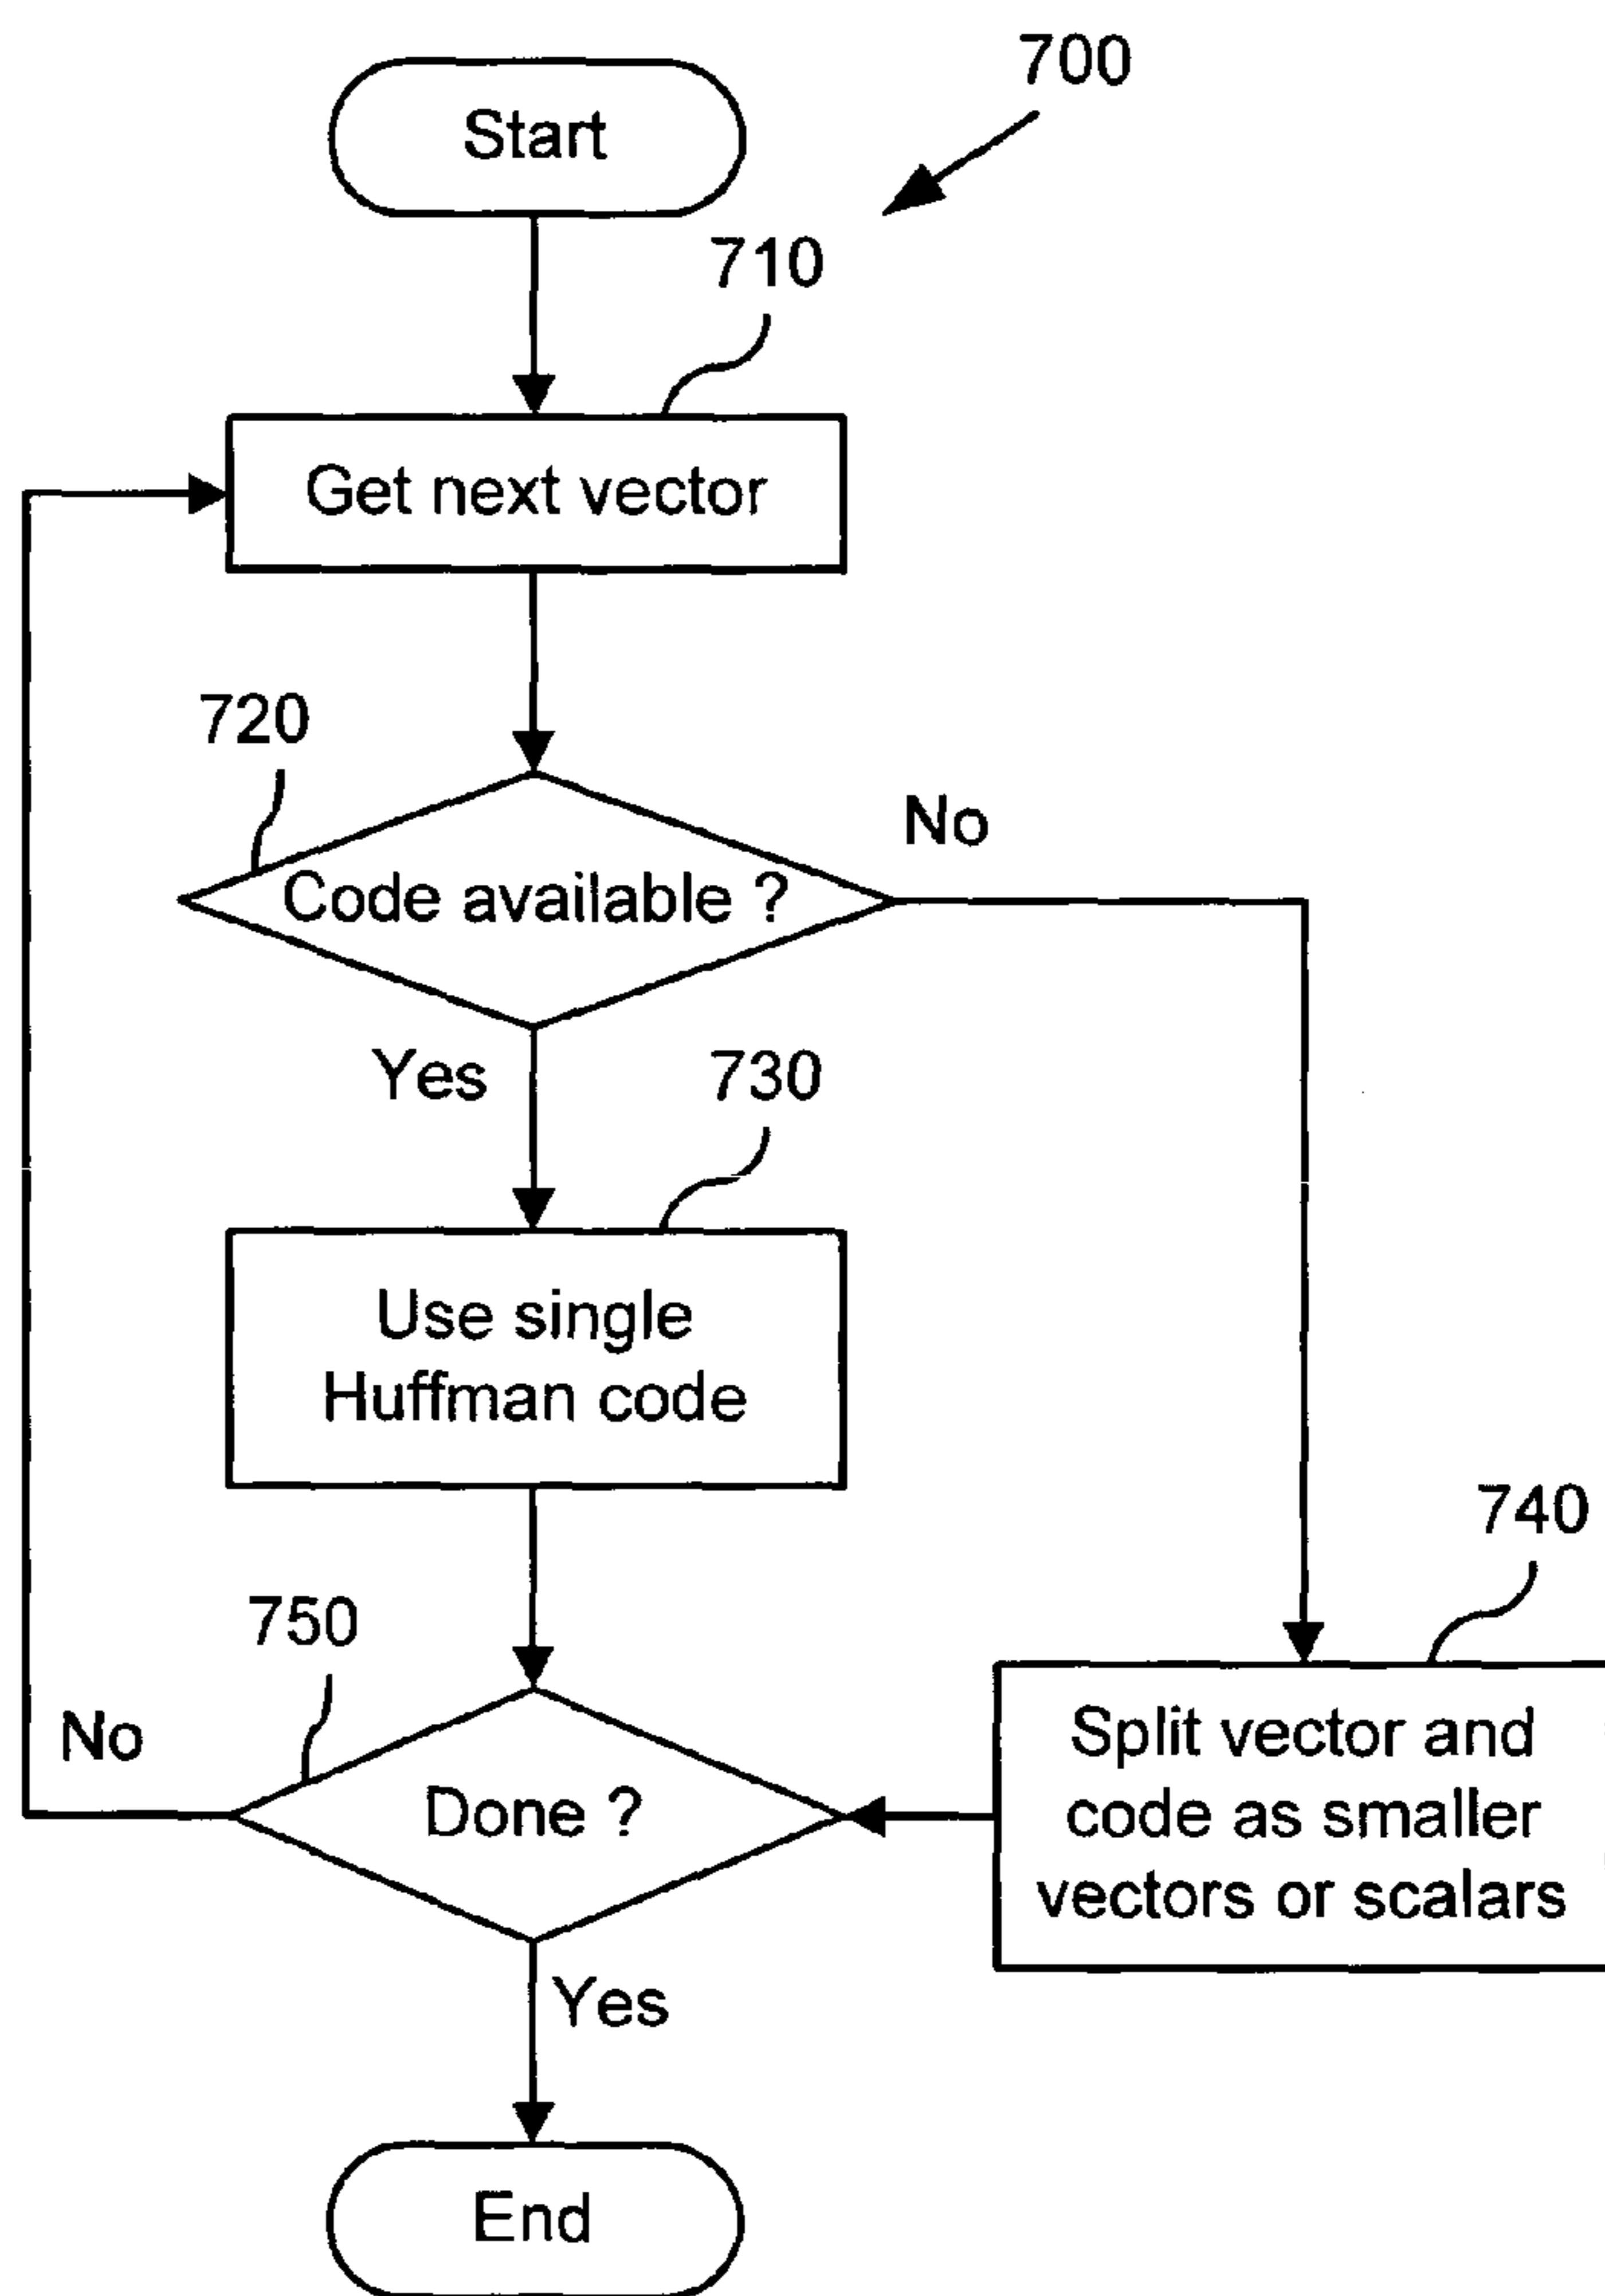 700
Start
710
Get next vector
720
Code available ?
No
Yes
730
Use single
Huffman code
740
750
No
Done ?
Split vector and
code as smaller
vectors or scalars
Yes
End